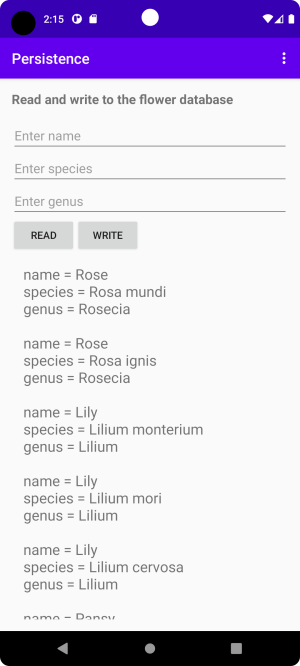 2:15
Persistence
Read and write to the flower database
Enter name
Enter species
Enter genus
READ WRITE
name = Rose
species = Rosa mundi
genus = Rosecia
name = Rose
species = Rosa ignis
genus = Rosecia
name = Lily
species = Lilium monterium
genus = Lilium
name = Lily
species = Lilium mori
genus = Lilium
name = Lily
species = Lilium cervosa
genus = Lilium
name = Pansy